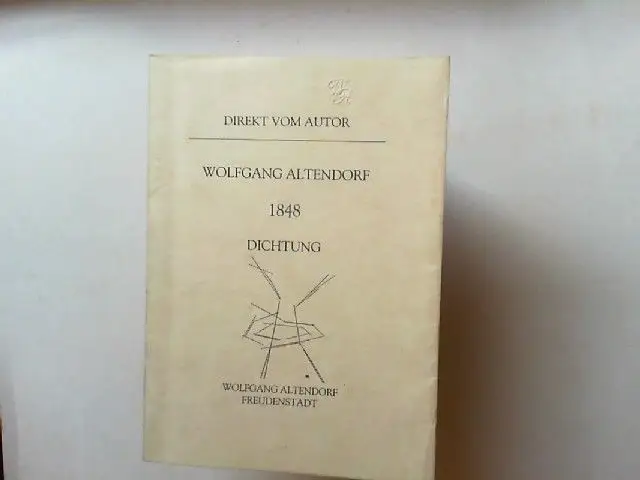 DIREKT VOM AUTOR
WOLFGANG ALTENDORF
1848
DICHTUNG
WOLFGANG ALTENDORF
FREUDENSTADT